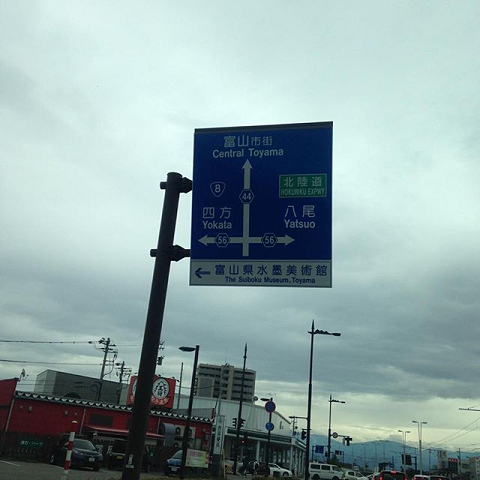 富山市街
Central Toyama
8
44
北陸道
HOKURIKU EXPWY
四方
Yokata
八尾
Yatsuo
56
56
富山県水墨美術館
The Suiboku Museum, Toyama